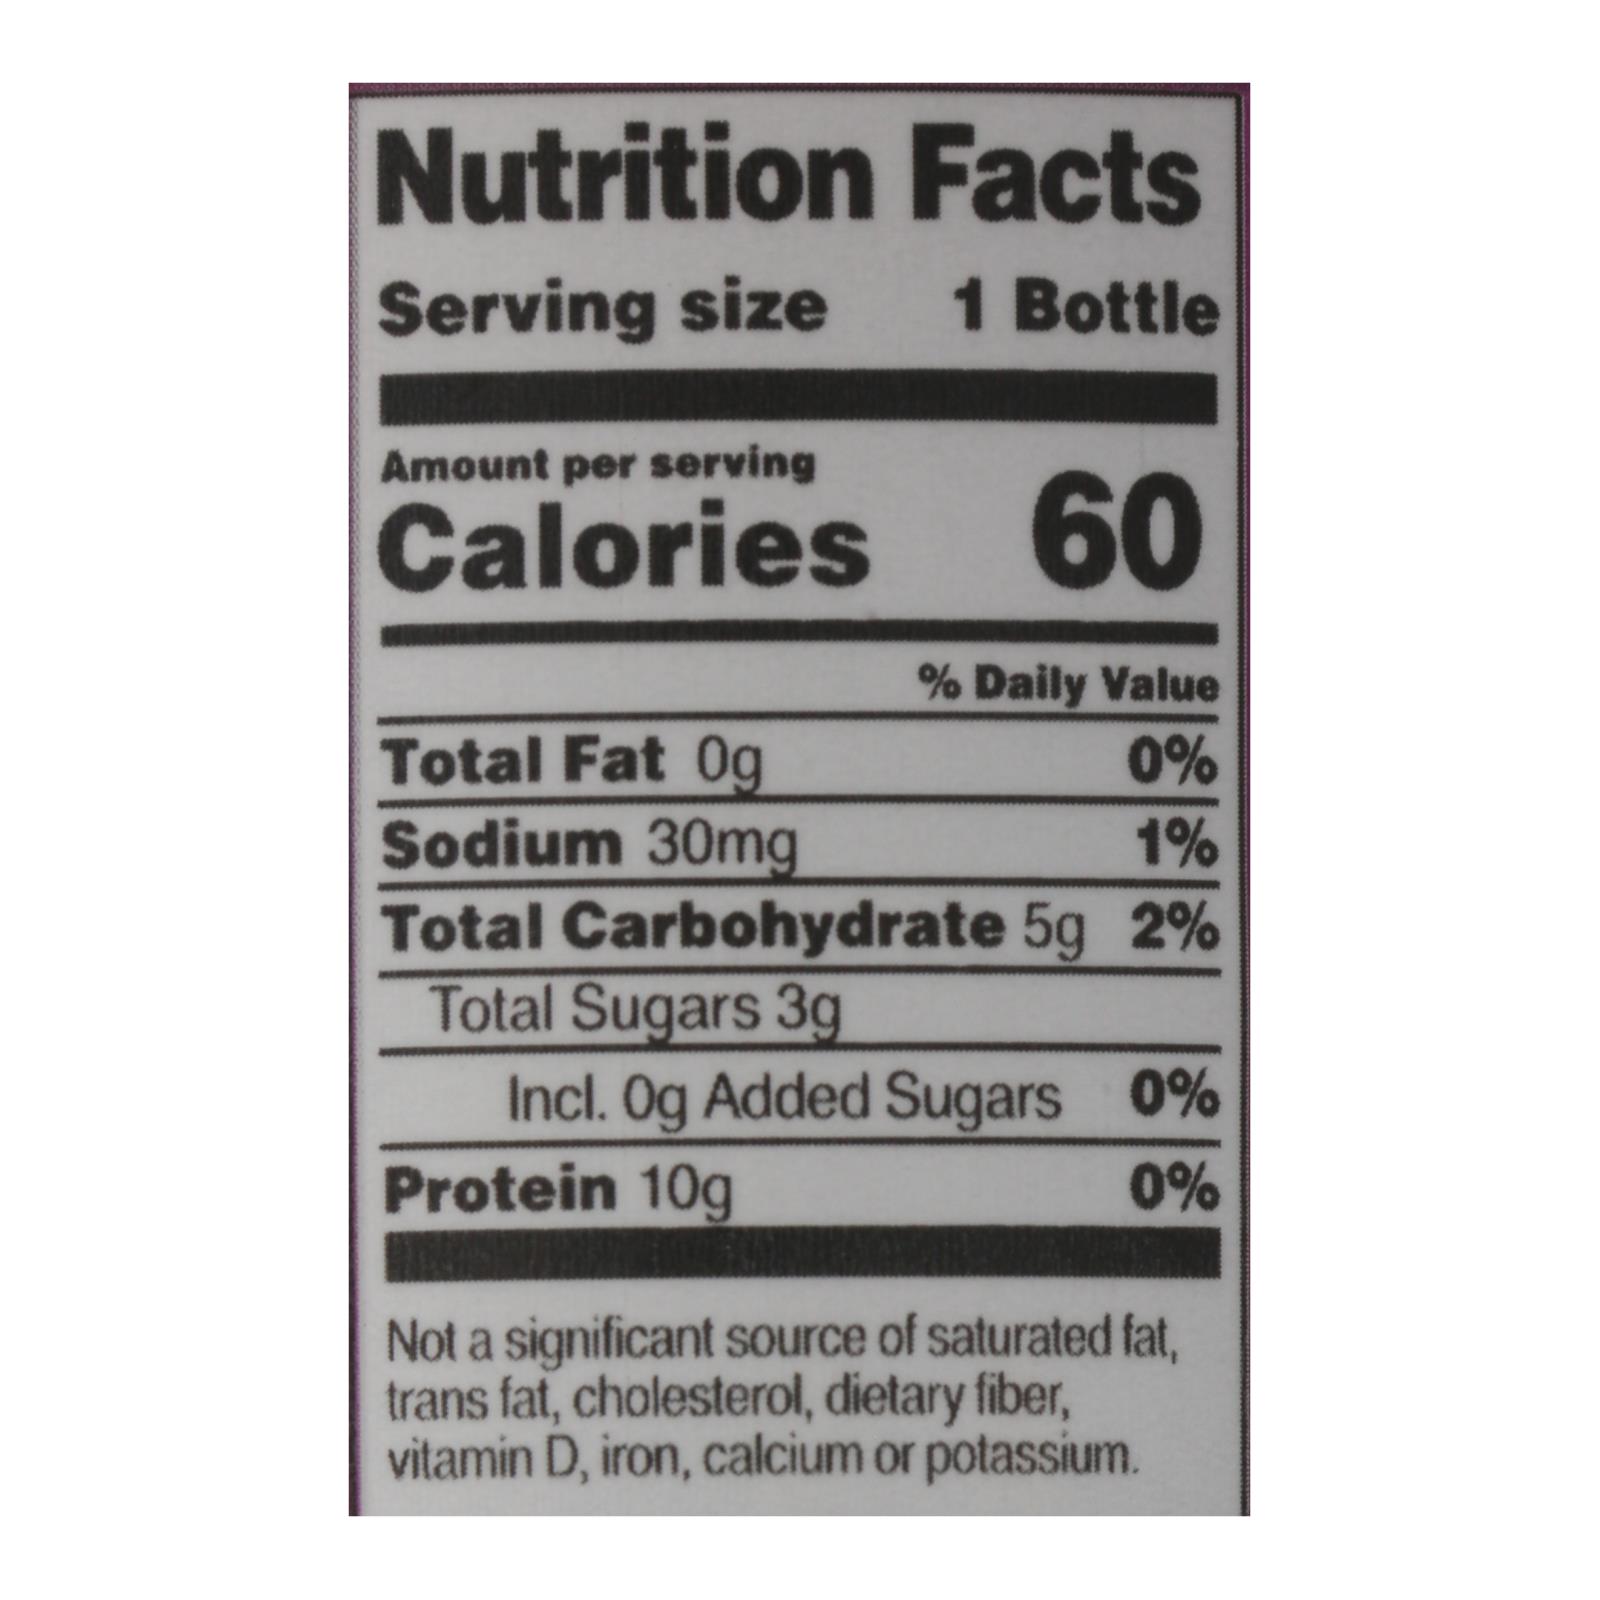 Nutrition Facts
Serving size 1 Bottle
Amount per serving
Calories 60
% Daily Value
Total Fat 0g 0%
Sodium 30mg 1%
Total Carbohydrate 5g 2%
Total Sugars 3g
Incl. 0g Added Sugars 0%
Protein 10g 0%
Not a significant source of saturated fat,
trans fat, cholesterol, dietary fiber,
vitamin D, iron, calcium or potassium.